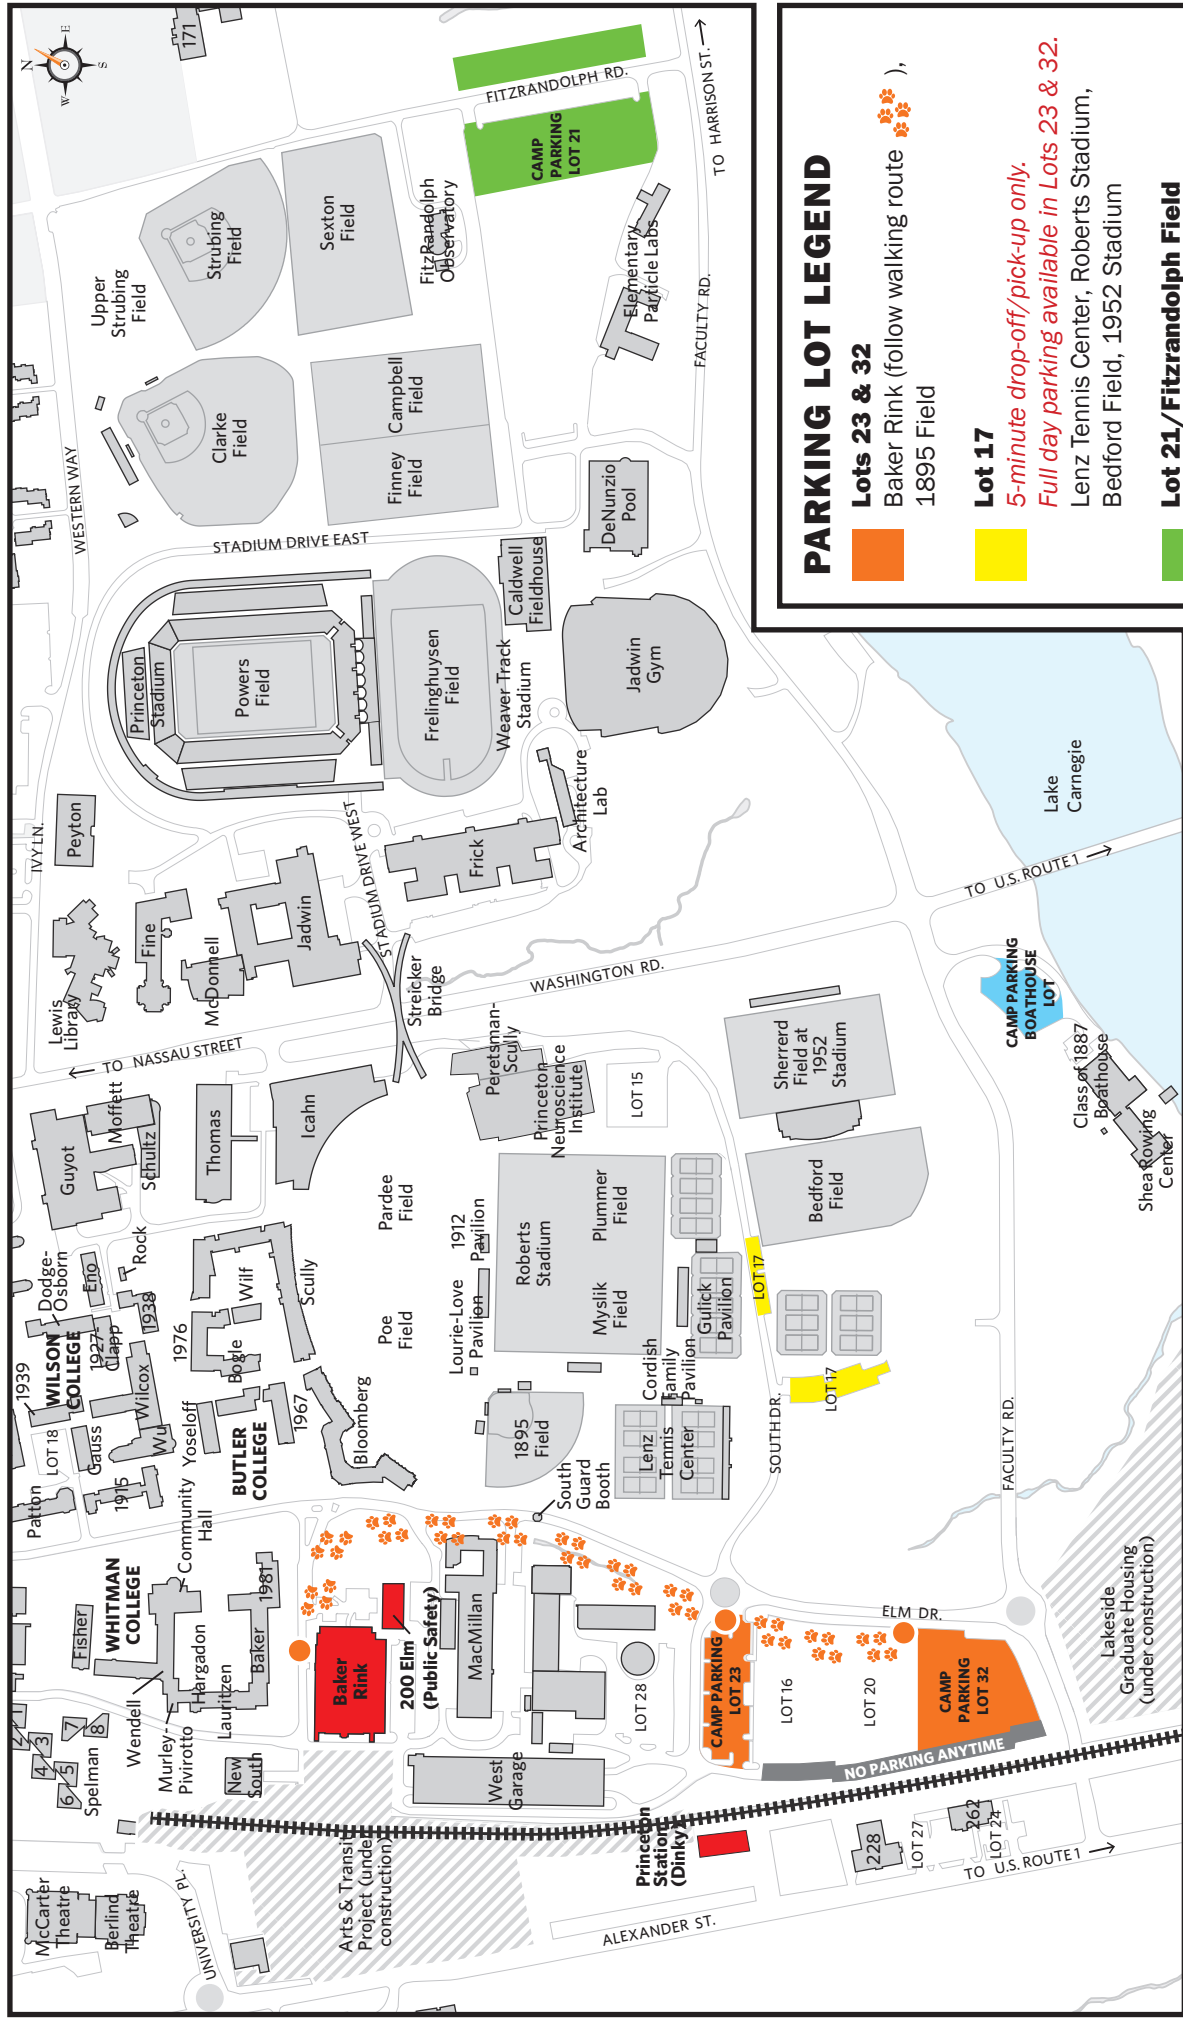 171
N
E
S
W
FITZRANDOLPH RD.
TO HARRISON ST.
CAMP
PARKING
LOT 21
Upper
Strubing
Field
Strubing
Field
Sexton
Field
FitzRandolph
Observatory
Elementary
Particle Labs
FACULTY RD.
WESTERN WAY
Clarke
Field
Campbell
Field
Finney
Field
DeNunzio
Pool
STADIUM DRIVE EAST
Princeton
Stadium
Powers
Field
Frelinghuysen
Field
Weaver Track
Stadium
Caldwell
Fieldhouse
Jadwin
Gym
Architecture
Lab
IVY LN.
Peyton
Lewis
Library
Fine
McDonnell
Jadwin
STADIUM DRIVE WEST
Frick
Streicker
Bridge
WASHINGTON RD.
TO U.S. ROUTE 1
Lake
Carnegie
TO NASSAU STREET
Guyot
Moffett
Schultz
Thomas
Icahn
Peretsman-
Scully
Princeton
Neuroscience
Institute
LOT 15
Sherrerd
Field at
1952
Stadium
Bedford
Field
CAMP PARKING
BOATHOUSE
LOT
Class of 1887
Boathouse
Shea Rowing
Center
Dodge-
Osborn
Eno
Rock
1939
WILSON
COLLEGE
1927-
Clapp
1938
1976
Wilf
Scully
Bogle
Pardee
Field
Poe
Field
1912
Pavilion
Lourie-Love
Pavilion
Roberts
Stadium
Plummer
Field
Myslik
Field
Gulick
Pavilion
Cordish
Family
Pavilion
LOT 17
LOT 17
SOUTH DR.
LOT 18
Gauss
Wilcox
Wu
Yoseloff
BUTLER
COLLEGE
1967
Bloomberg
1895
Field
Lenz
Tennis
Center
South
Guard
Booth
Patton
1915
Community
Hall
WHITMAN
COLLEGE
Fisher
1981
Wendell
Hargadon
Baker
Lauritzen
Murley-
Pivirotto
Baker
Rink
200 Elm
(Public Safety)
MacMillan
LOT 28
CAMP PARKING
LOT 23
LOT 16
LOT 20
CAMP
PARKING
LOT 32
ELM DR.
FACULTY RD.
Lakeside
Graduate Housing
(under construction)
NO PARKING ANYTIME
2
3
4
5
6
7
8
Spelman
New
South
West
Garage
Princeton
Station
(Dinky)
228
LOT 27
262
LOT 24
TO U.S. ROUTE 1
McCarter
Theatre
Berlind
Theatre
UNIVERSITY PL.
Arts & Transit
Project (under
construction)
ALEXANDER ST.
PARKING LOT LEGEND
Lots 23 & 32
Baker Rink (follow walking route ),
1895 Field
Lot 17
5-minute drop-off/pick-up only.
Full day parking available in Lots 23 & 32.
Lenz Tennis Center, Roberts Stadium,
Bedford Field, 1952 Stadium
Lot 21/Fitzrandolph Field